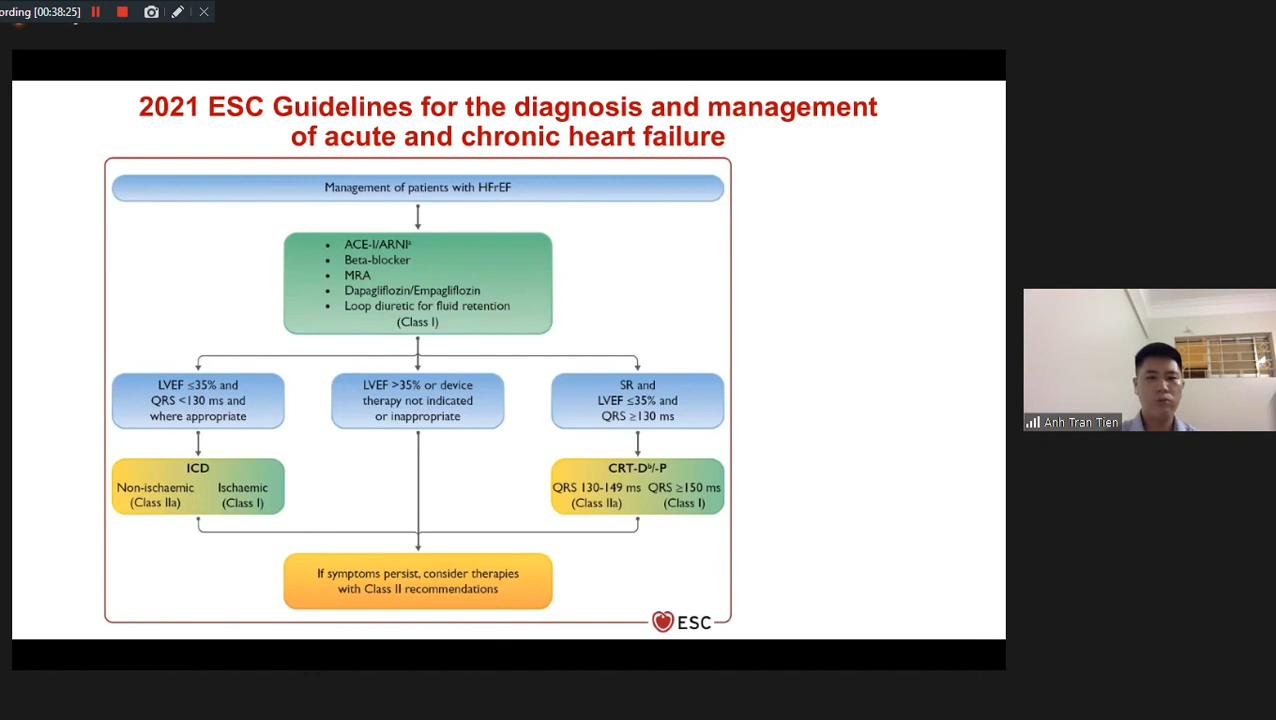 ording [00:38:25]
2021 ESC Guidelines for the diagnosis and management
of acute and chronic heart failure
Management of patients with HFrEF
• ACE-I/ARNIᵃ
• Beta-blocker
• MRA
• Dapagliflozin/Empagliflozin
• Loop diuretic for fluid retention
(Class I)
LVEF ≤35% and
QRS <130 ms and
where appropriate
LVEF >35% or device
therapy not indicated
or inappropriate
SR and
LVEF ≤35% and
QRS ≥130 ms
ICD
Non-ischaemic
(Class IIa)
Ischaemic
(Class I)
CRT-Dᵇ/-P
QRS 130-149 ms
(Class IIa)
QRS ≥150 ms
(Class I)
If symptoms persist, consider therapies
with Class II recommendations
ESC
Anh Tran Tien